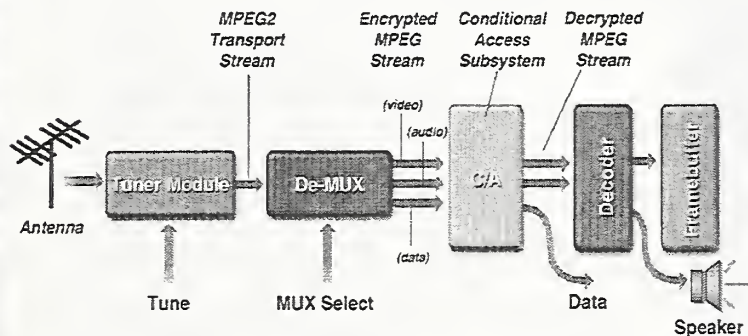 MPEG2
Transport
Stream
Encrypted
MPEG
Stream
Conditional
Access
Subsystem
Decrypted
MPEG
Stream
(video)
(audio)
(data)
Antenna
Tuner Module
De-MUX
C/A
Decoder
Framebuffer
Tune
MUX Select
Data
Speaker